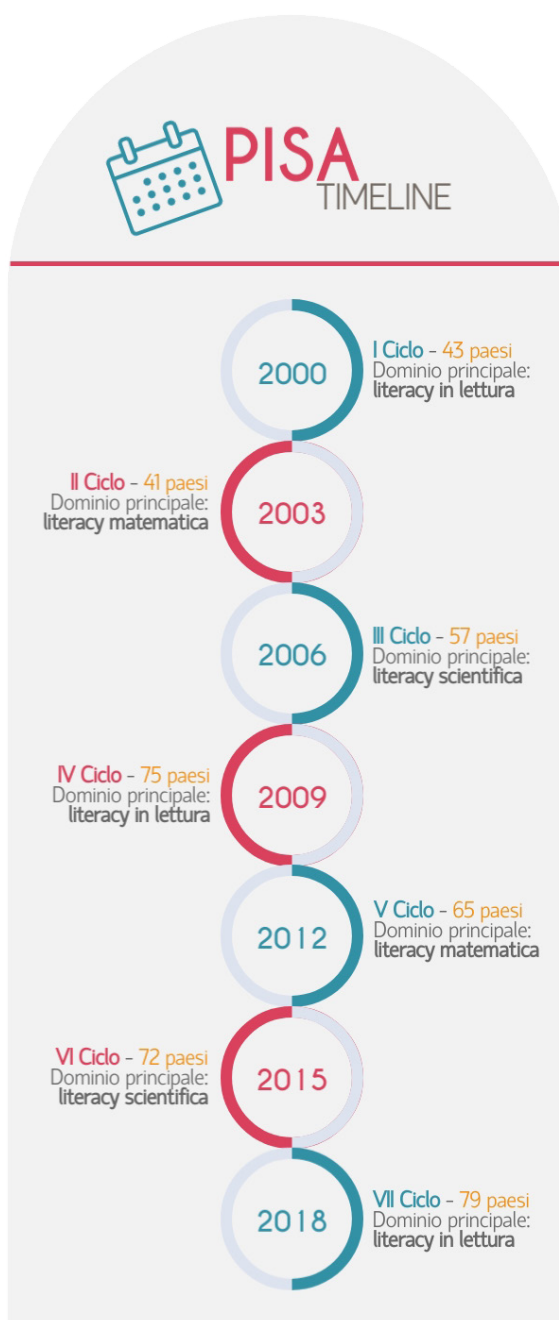 PISA
TIMELINE
2000
I Ciclo - 43 paesi
Dominio principale:
literacy in lettura
II Ciclo - 41 paesi
Dominio principale:
literacy matematica
2003
2006
III Ciclo - 57 paesi
Dominio principale:
literacy scientifica
IV Ciclo - 75 paesi
Dominio principale:
literacy in lettura
2009
2012
V Ciclo - 65 paesi
Dominio principale:
literacy matematica
VI Ciclo - 72 paesi
Dominio principale:
literacy scientifica
2015
2018
VII Ciclo - 79 paesi
Dominio principale:
literacy in lettura